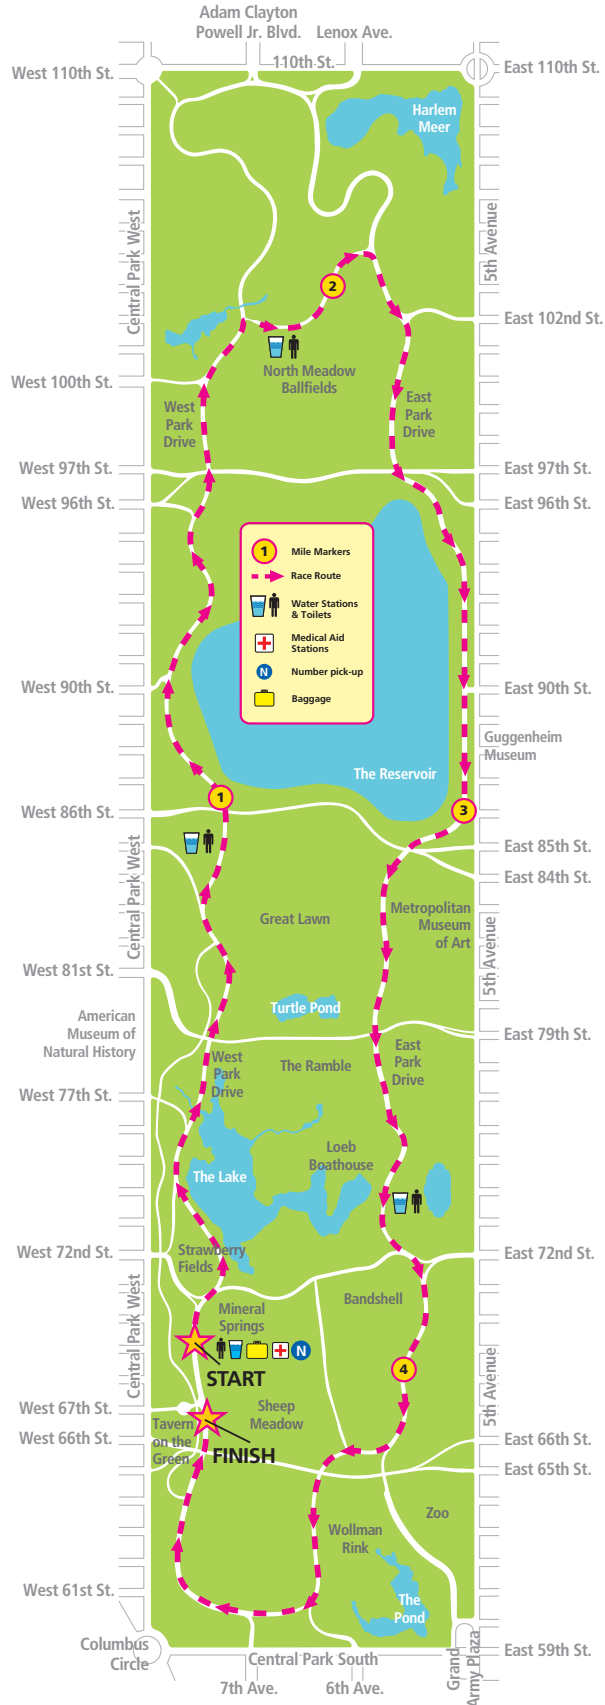 Adam Clayton
Powell Jr. Blvd.
Lenox Ave.
110th St.
West 110th St.
East 110th St.
Harlem
Meer
Central Park West
5th Avenue
2
East 102nd St.
North Meadow
Ballfields
West 100th St.
West
Park
Drive
East
Park
Drive
West 97th St.
East 97th St.
West 96th St.
East 96th St.
1
Mile Markers
Race Route
Water Stations
& Toilets
Medical Aid
Stations
N
Number pick-up
Baggage
West 90th St.
East 90th St.
Guggenheim
Museum
The Reservoir
1
3
West 86th St.
East 85th St.
East 84th St.
Central Park West
5th Avenue
Great Lawn
Metropolitan
Museum
of Art
West 81st St.
American
Museum of
Natural History
Turtle Pond
East 79th St.
West
Park
Drive
The Ramble
East
Park
Drive
West 77th St.
Loeb
Boathouse
The Lake
West 72nd St.
Strawberry
Fields
East 72nd St.
Central Park West
Mineral
Springs
Bandshell
N
START
4
5th Avenue
West 67th St.
Sheep
Meadow
West 66th St.
Tavern
on the
Green
FINISH
East 66th St.
East 65th St.
Zoo
Wollman
Rink
West 61st St.
The
Pond
Columbus
Circle
Central Park South
Grand
Army Plaza
East 59th St.
7th Ave.
6th Ave.